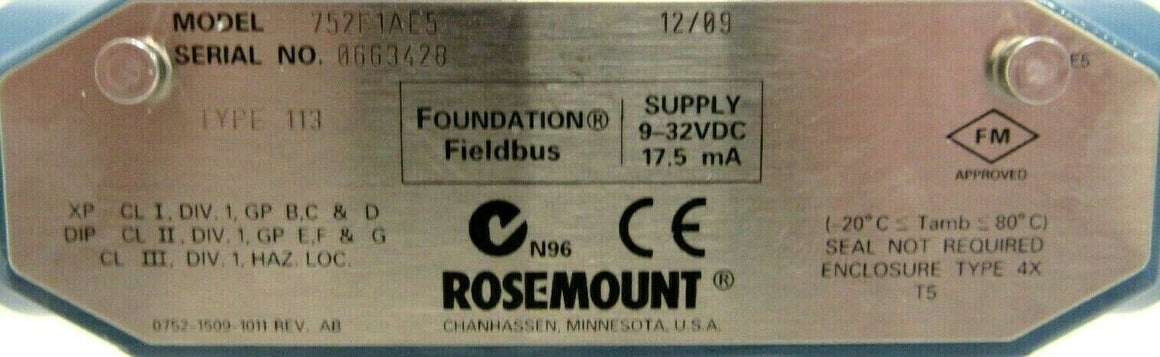 MODEL 752F1AE5 12/09
SERIAL NO. 0663428
E5
TYPE 113
FOUNDATION®
Fieldbus
SUPPLY
9-32VDC
17.5 mA
FM
APPROVED
XP CL I, DIV. 1, GP B,C & D
DIP CL II, DIV. 1, GP E,F & G
CL III, DIV. 1, HAZ. LOC.
N96
CE
(-20°C ≤ Tamb ≤ 80°C)
SEAL NOT REQUIRED
ENCLOSURE TYPE 4X
T5
ROSEMOUNT®
0752-1509-1011 REV. AB
CHANHASSEN, MINNESOTA, U.S.A.